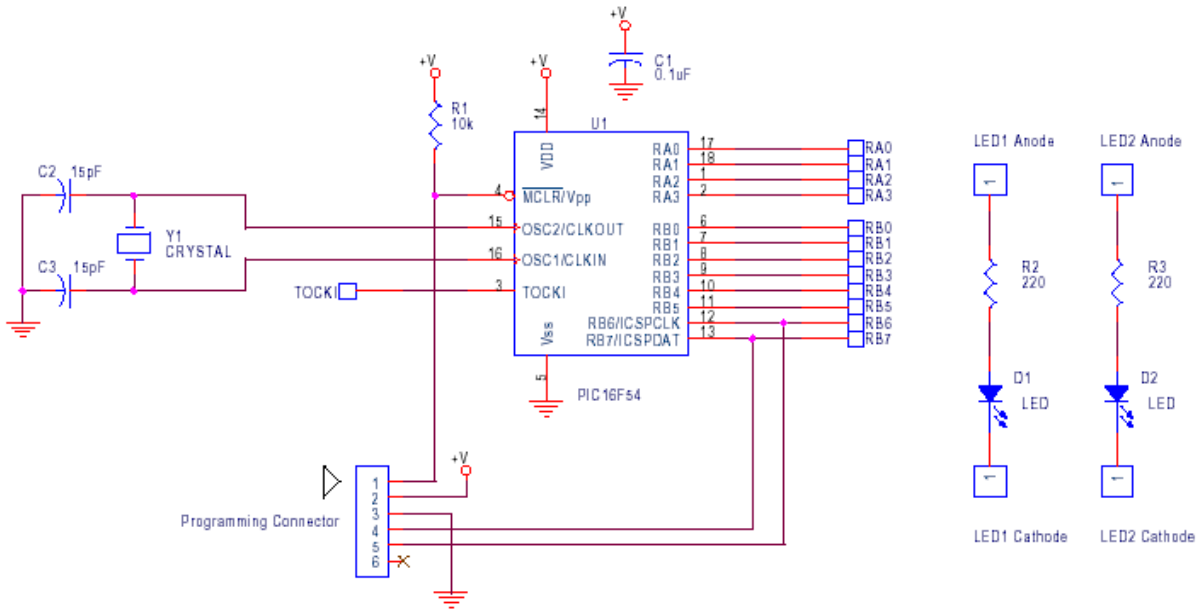 +V
C1
0.1uF
+V
+V
R1
10k
14
U1
VDD
C2 15pF
4 MCLR/Vpp
15 OSC2/CLKOUT
Y1
CRYSTAL
16 OSC1/CLKIN
C3 15pF
TOCKI 3 TOCKI
Vss
5
PIC16F54
RA0 17 RA0
RA1 18 RA1
RA2 1 RA2
RA3 2 RA3
RB0 6 RB0
RB1 7 RB1
RB2 8 RB2
RB3 9 RB3
RB4 10 RB4
RB5 11 RB5
RB6/ICSPCLK 12 RB6
RB7/ICSPDAT 13 RB7
LED1 Anode
1
R2
220
D1
LED
1
LED1 Cathode
LED2 Anode
1
R3
220
D2
LED
1
LED2 Cathode
+V
Programming Connector
1
2
3
4
5
6